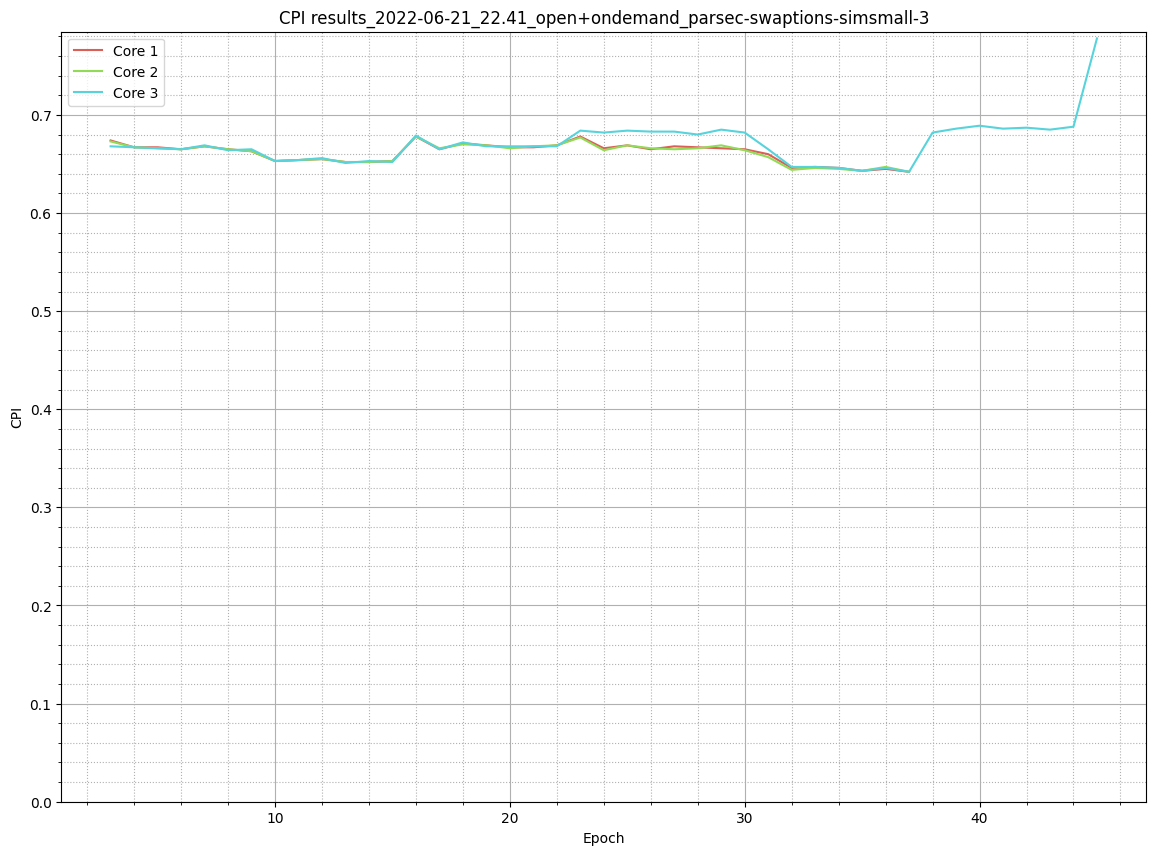 CPI results_2022-06-21_22.41_open+ondemand_parsec-swaptions-simsmall-3
Core 1
Core 2
Core 3
CPI
0.7
0.6
0.5
0.4
0.3
0.2
0.1
0.0
10 20 30 40
Epoch